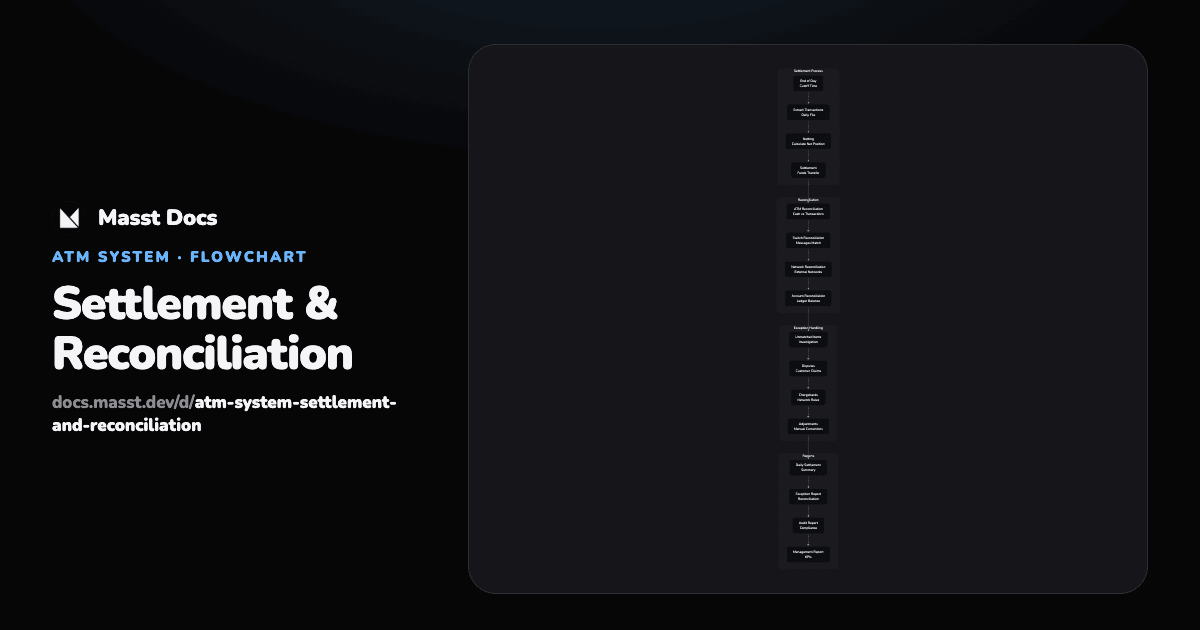 Masst Docs
ATM SYSTEM · FLOWCHART
Settlement &
Reconciliation
docs.masst.dev/d/atm-system-settlement-
and-reconciliation
Settlement Process
End of Day
Cutoff Time
Extract Transactions
Daily File
Netting
Calculate Net Position
Settlement
Funds Transfer
Reconciliation
ATM Reconciliation
Cash vs Transactions
Switch Reconciliation
Messages Match
Network Reconciliation
External Networks
Account Reconciliation
Ledger Balance
Exception Handling
Unmatched Items
Investigation
Disputes
Customer Claims
Chargebacks
Network Rules
Adjustments
Manual Corrections
Reports
Daily Settlement
Summary
Exception Report
Reconciliation
Audit Report
Compliance
Management Report
KPIs